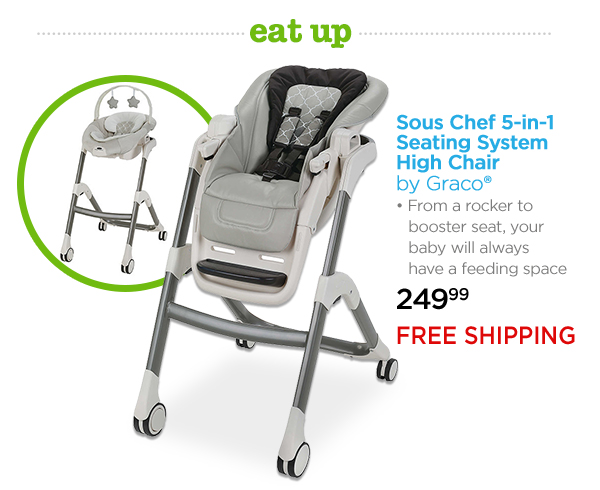 eat up
Sous Chef 5-in-1
Seating System
High Chair
by Graco®
• From a rocker to
booster seat, your
baby will always
have a feeding space
249⁹⁹
FREE SHIPPING